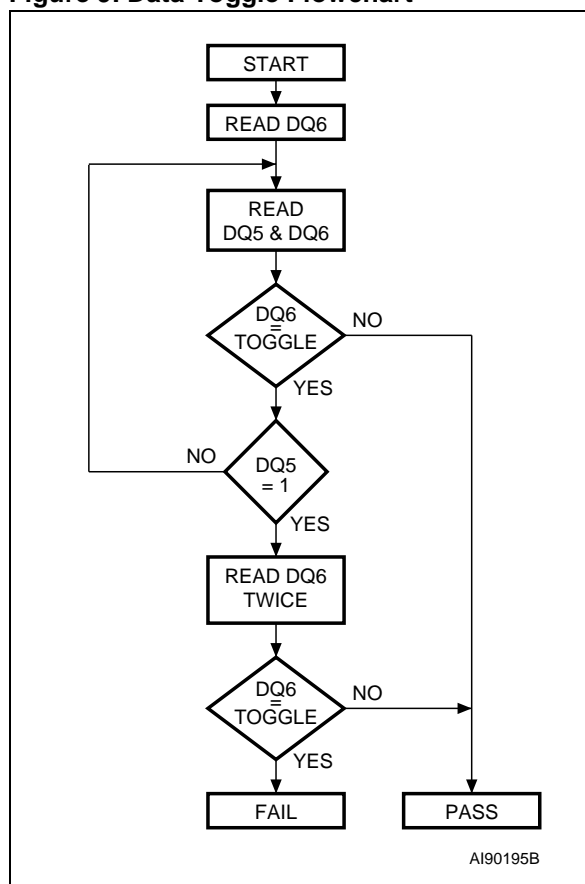 Figure Data Toggle Flowchart
START
READ DQ6
READ
DQ5 & DQ6
DQ6
=
TOGGLE
NO
YES
NO
DQ5
= 1
YES
READ DQ6
TWICE
DQ6
=
TOGGLE
NO
YES
FAIL
PASS
AI90195B